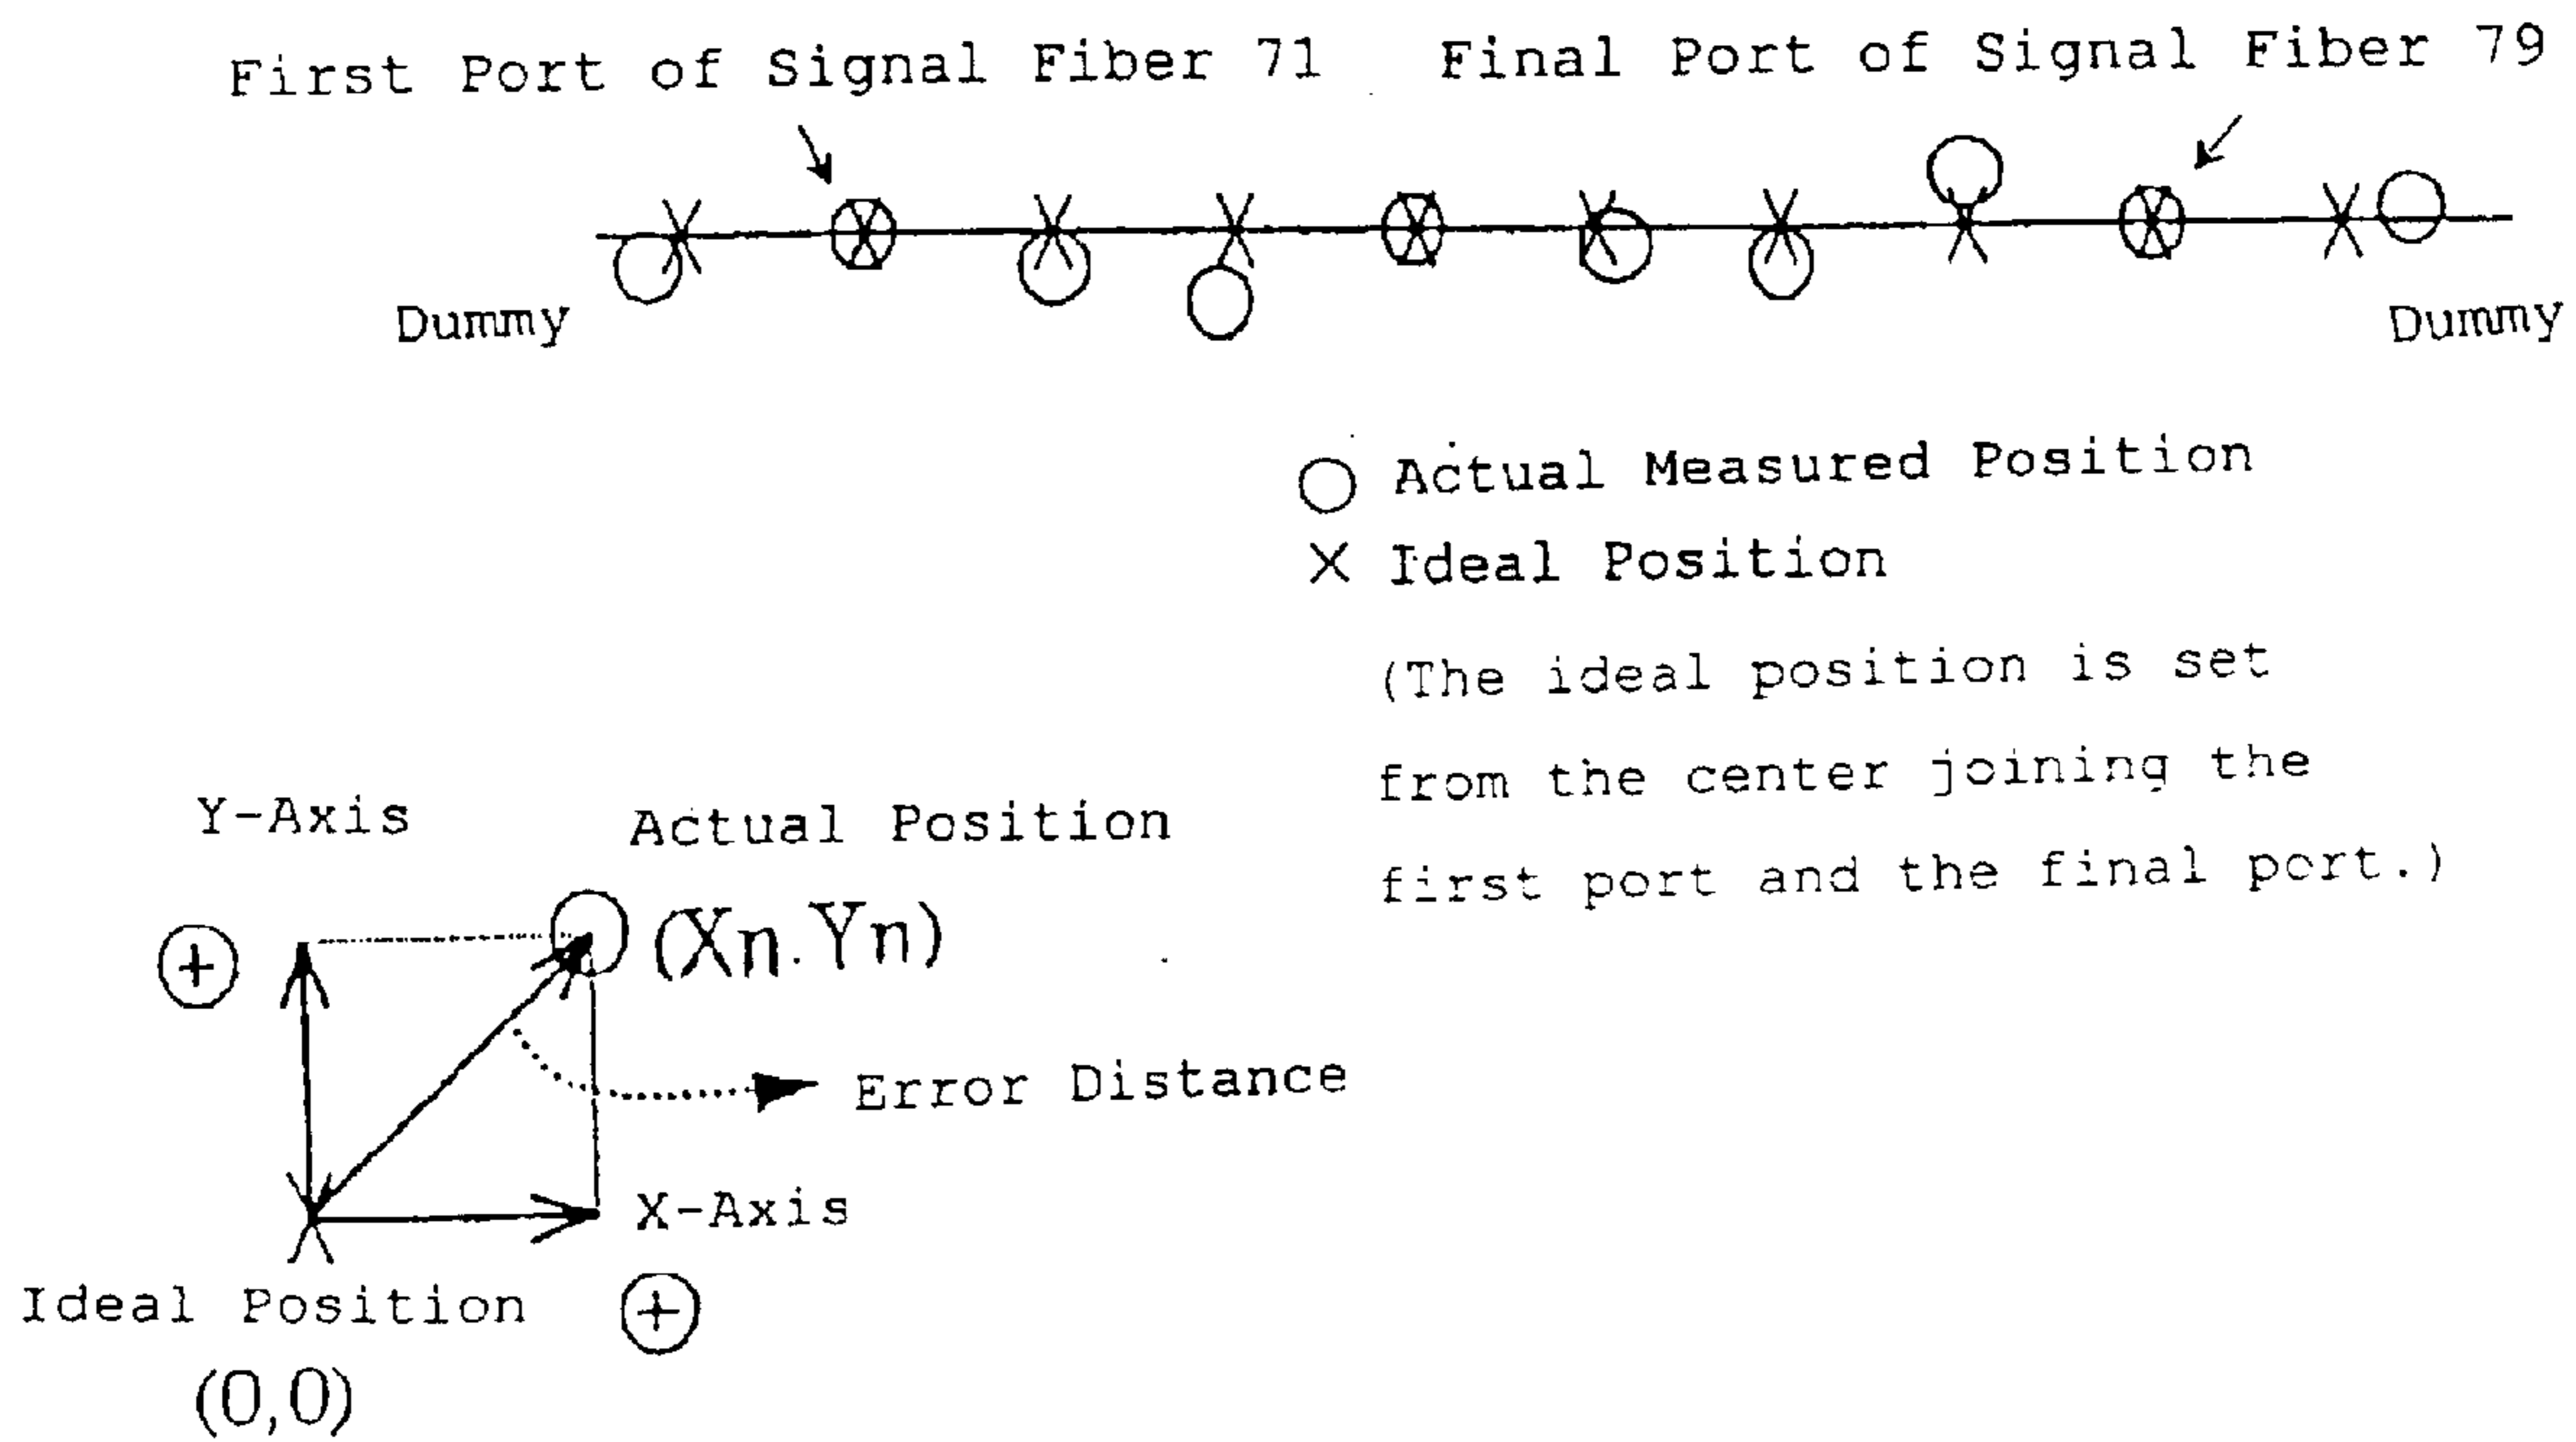 First Port of Signal Fiber 71
Final Port of Signal Fiber 79
Dummy
Dummy
Actual Measured Position
X Ideal Position
(The ideal position is set
from the center joining the
first port and the final port.)
Y-Axis
Actual Position
+
(Xn.Yn)
Error Distance
X-Axis
Ideal Position
+
(0,0)